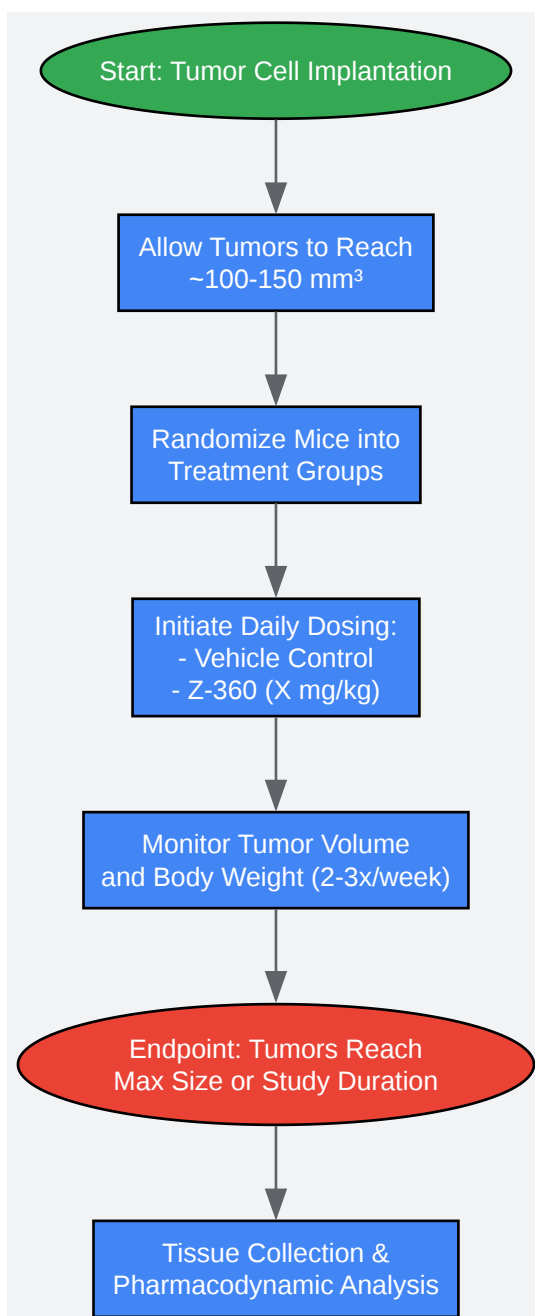 Start: Tumor Cell Implantation
Allow Tumors to Reach
~100-150 mm³
Randomize Mice into
Treatment Groups
Initiate Daily Dosing:
- Vehicle Control
- Z-360 (X mg/kg)
Monitor Tumor Volume
and Body Weight (2-3x/week)
Endpoint: Tumors Reach
Max Size or Study Duration
Tissue Collection &
Pharmacodynamic Analysis